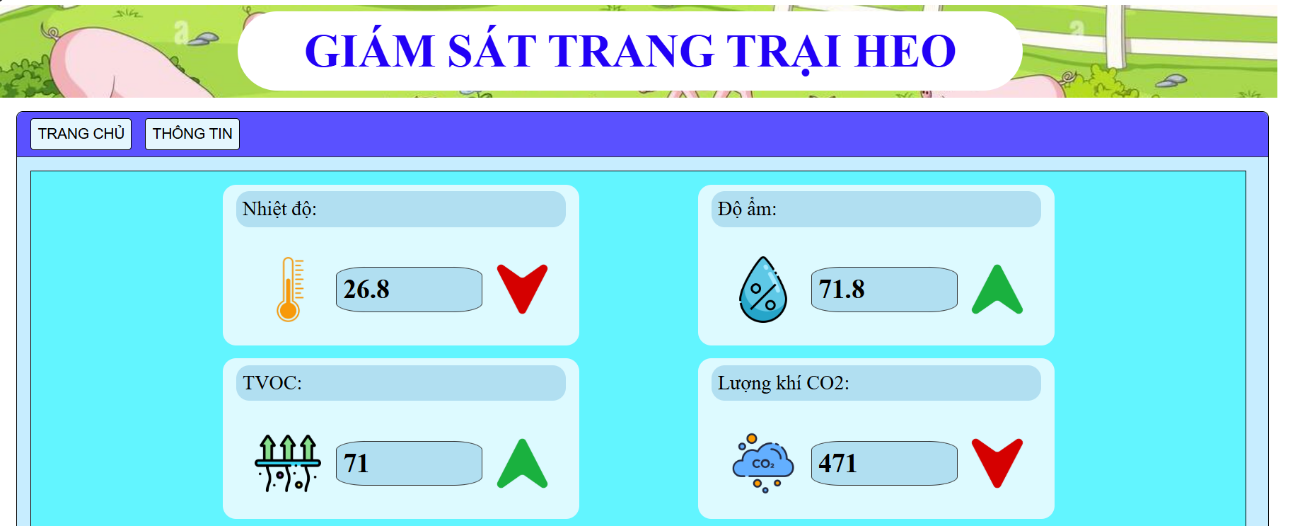 GIÁM SÁT TRANG TRẠI HEO
TRANG CHỦ THÔNG TIN
Nhiệt độ:
26.8
Độ ẩm:
71.8
TVOC:
71
Lượng khí CO2:
CO₂
471